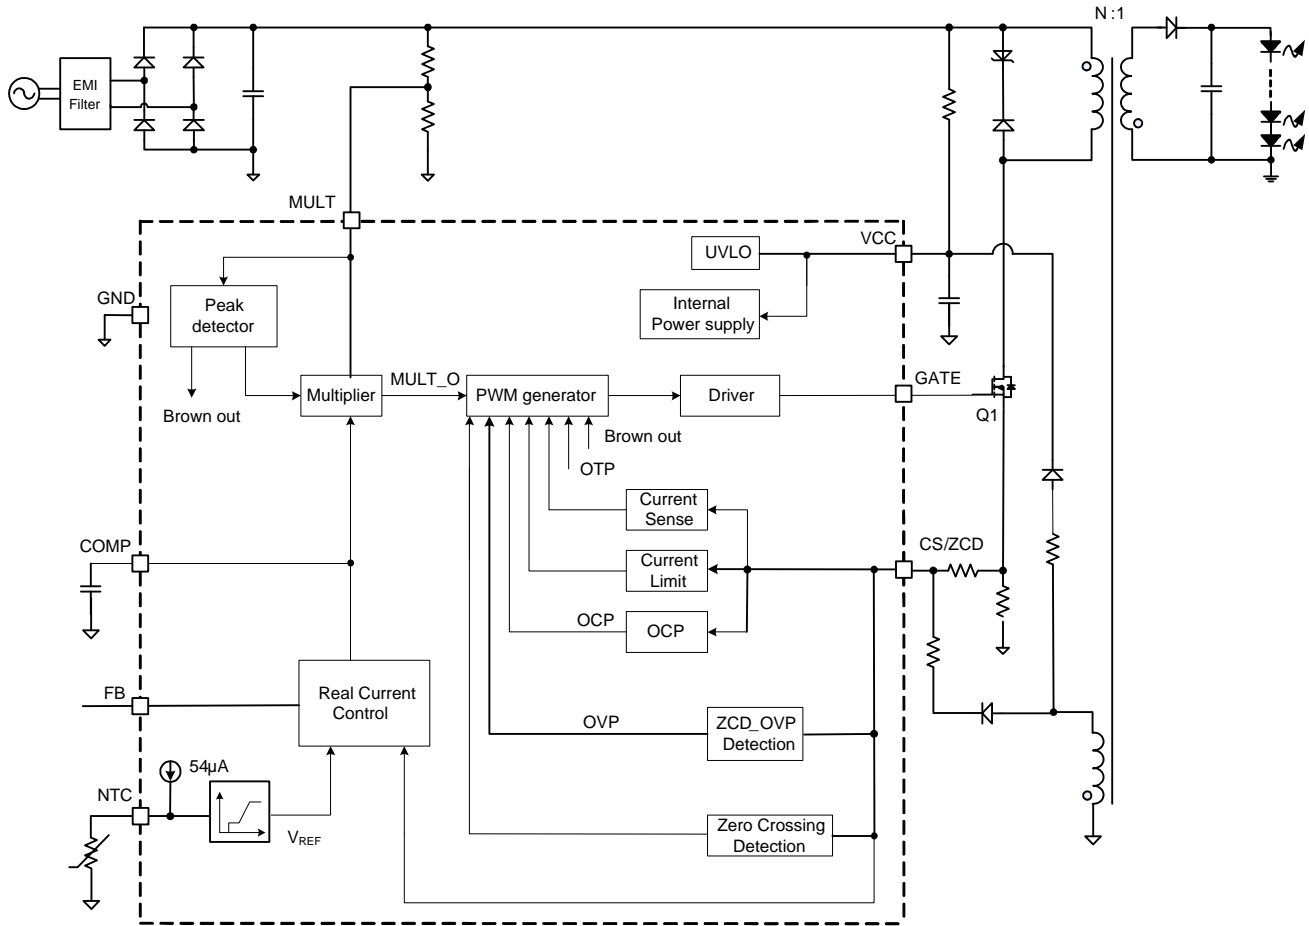 N :1
EMI
Filter
MULT
VCC
UVLO
GND
Peak
detector
Internal
Power supply
MULT_O
GATE
Multiplier
PWM generator
Driver
Brown out
Q1
Brown out
OTP
Current
Sense
COMP
CS/ZCD
Current
Limit
OCP
OCP
Real Current
Control
FB
OVP
ZCD_OVP
Detection
54µA
NTC
VREF
Zero Crossing
Detection